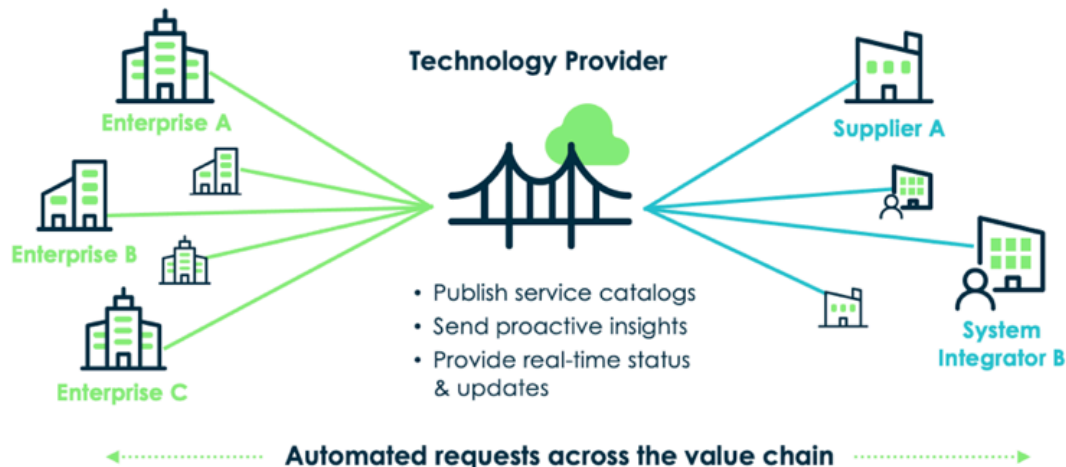 Technology Provider
Enterprise A
Supplier A
Enterprise B
• Publish service catalogs
• Send proactive insights
• Provide real-time status
& updates
System
Integrator B
Enterprise C
Automated requests across the value chain